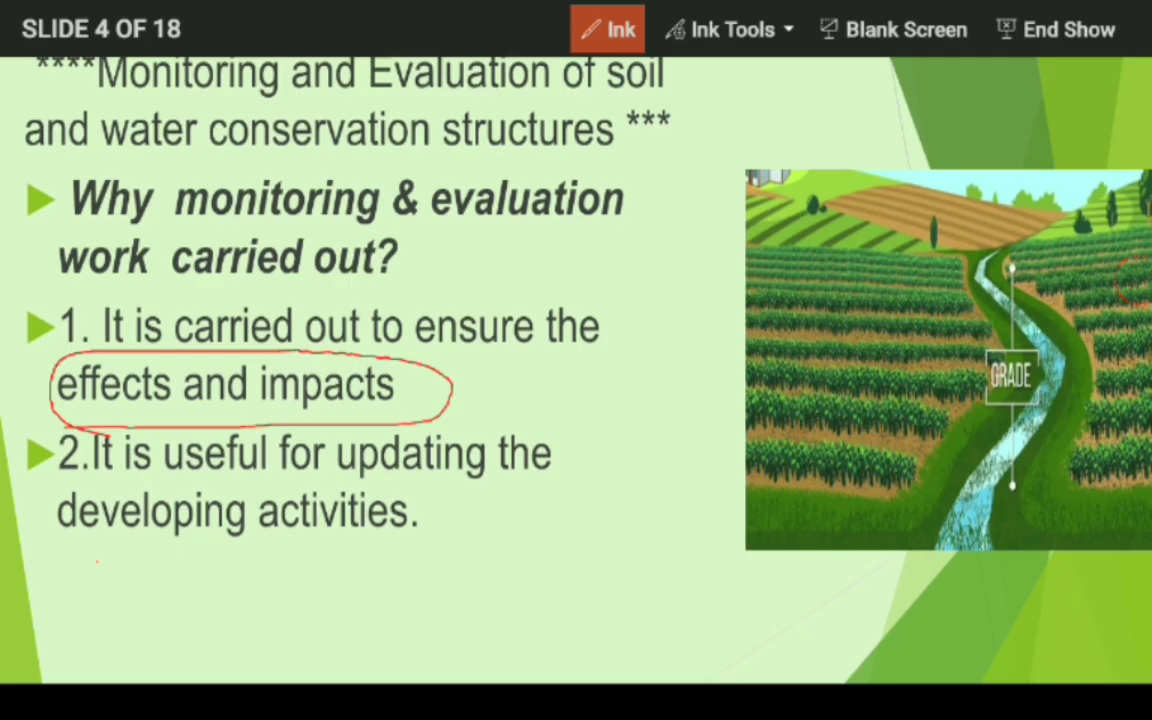 SLIDE 4 OF 18
Ink
Ink Tools
Blank Screen
End Show
****Monitoring and Evaluation of soil
and water conservation structures ***
Why monitoring & evaluation
work carried out?
1. It is carried out to ensure the
effects and impacts
2.It is useful for updating the
developing activities.
GRADE